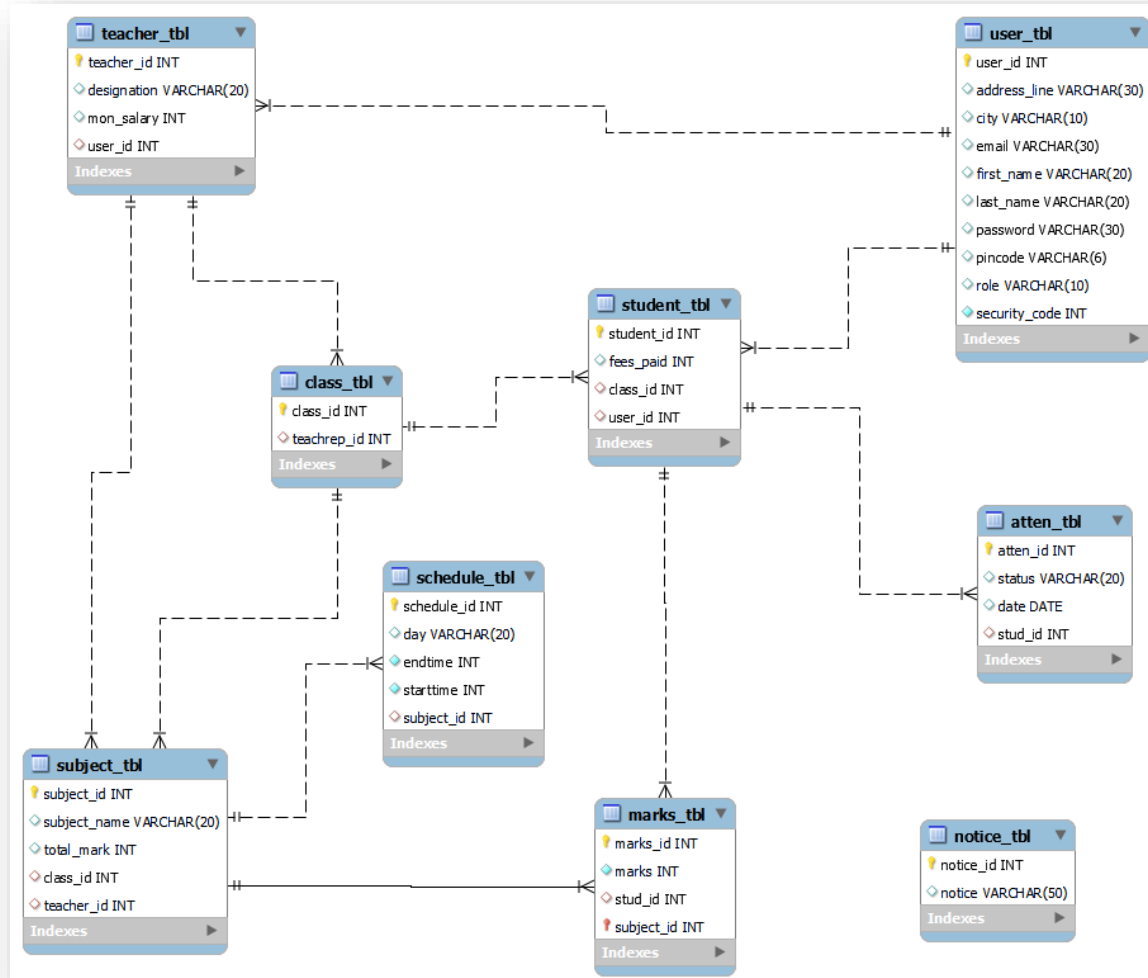 teacher_tbl
teacher_id INT
designation VARCHAR(20)
mon_salary INT
user_id INT
Indexes
user_tbl
user_id INT
address_line VARCHAR(30)
city VARCHAR(10)
email VARCHAR(30)
first_name VARCHAR(20)
last_name VARCHAR(20)
password VARCHAR(30)
pincode VARCHAR(6)
role VARCHAR(10)
security_code INT
Indexes
student_tbl
student_id INT
fees_paid INT
class_id INT
user_id INT
Indexes
class_tbl
class_id INT
teachrep_id INT
Indexes
atten_tbl
atten_id INT
status VARCHAR(20)
date DATE
stud_id INT
Indexes
schedule_tbl
schedule_id INT
day VARCHAR(20)
endtime INT
starttime INT
subject_id INT
Indexes
subject_tbl
subject_id INT
subject_name VARCHAR(20)
total_mark INT
class_id INT
teacher_id INT
Indexes
marks_tbl
marks_id INT
marks INT
stud_id INT
subject_id INT
Indexes
notice_tbl
notice_id INT
notice VARCHAR(50)
Indexes